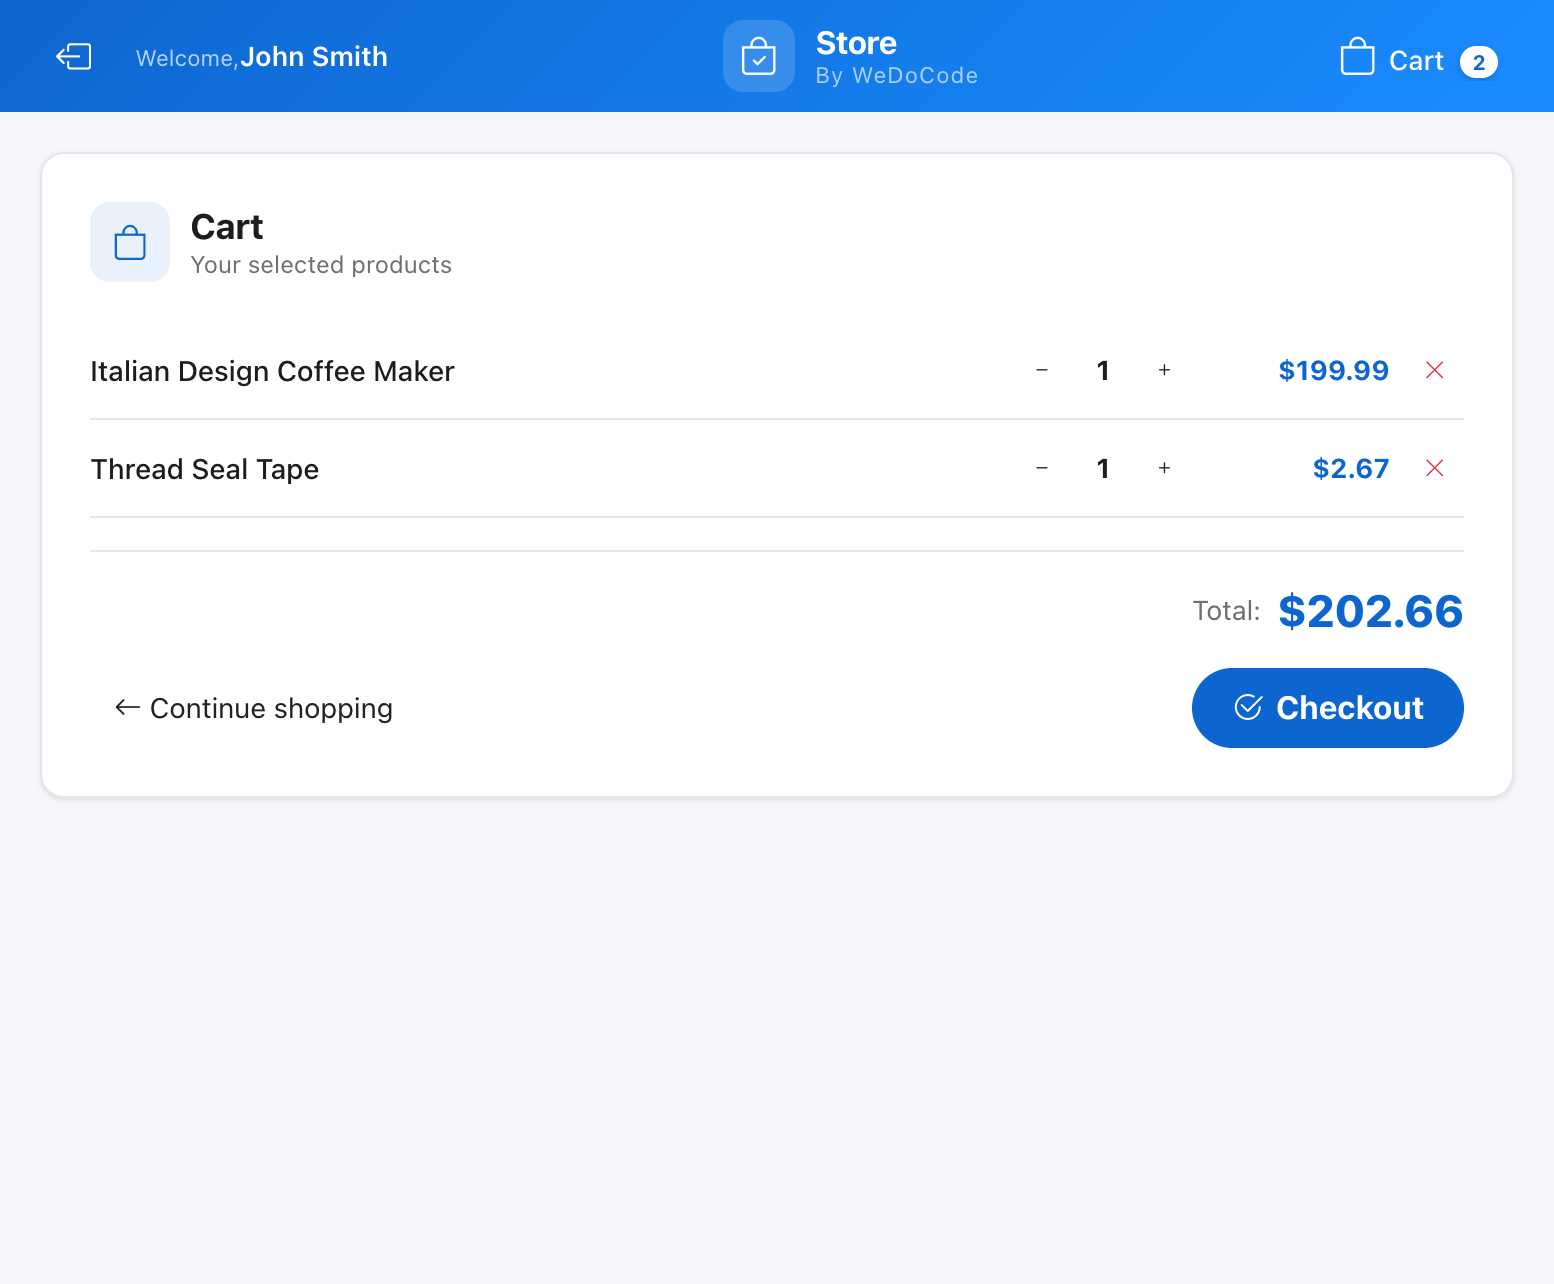 Welcome,John Smith
Store
By WeDoCode
Cart 2
Cart
Your selected products
Italian Design Coffee Maker − 1 + $199.99
Thread Seal Tape − 1 + $2.67
Total: $202.66
Continue shopping
Checkout